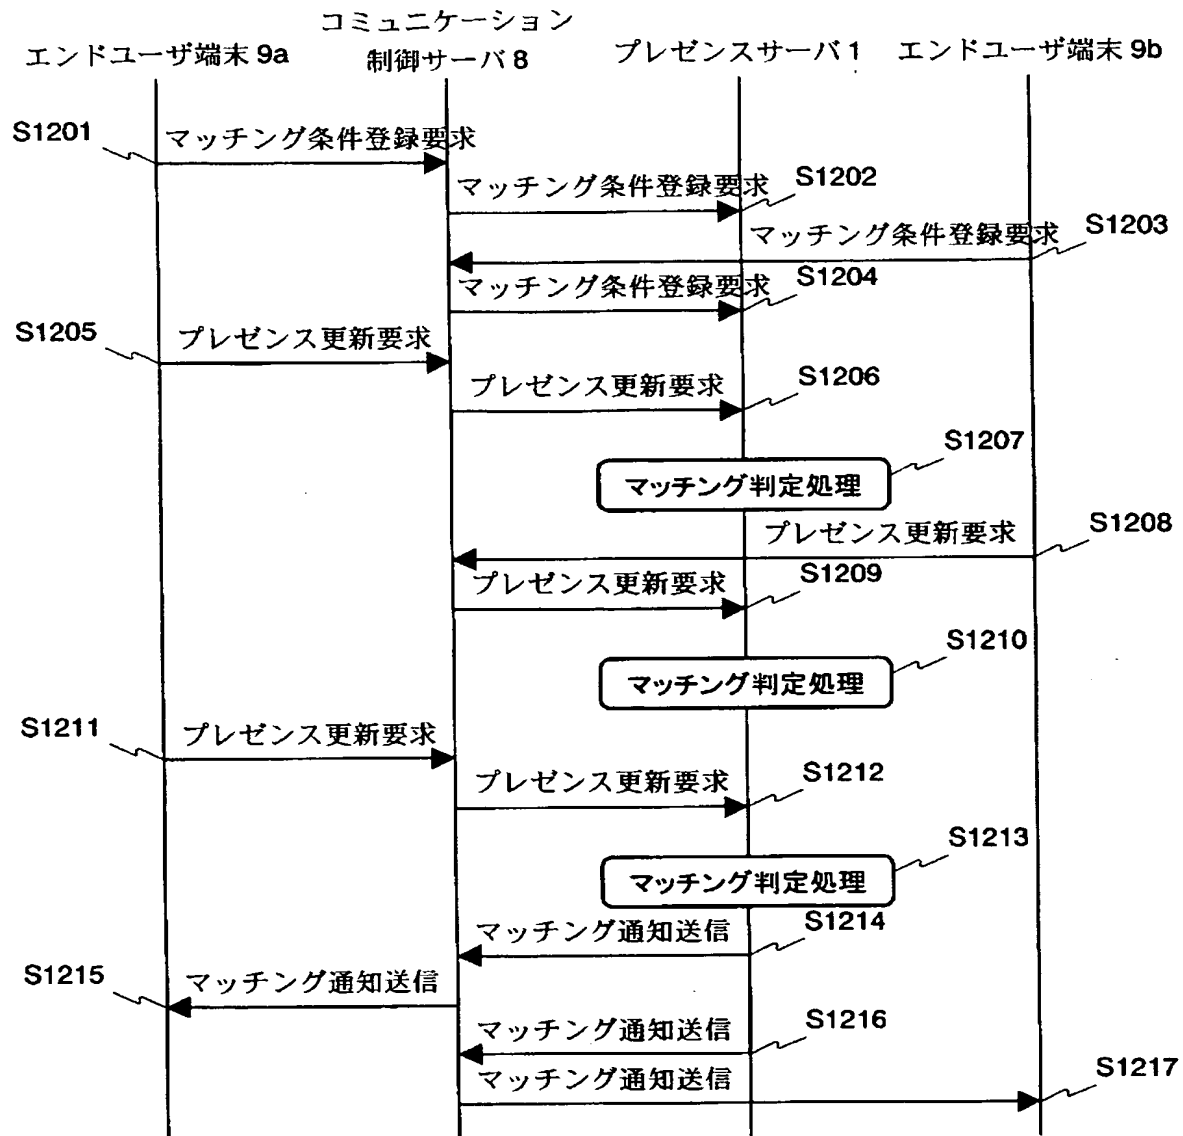 エンドユーザ端末 9a
コミュニケーション
制御サーバ 8
プレゼンスサーバ 1
エンドユーザ端末 9b
S1201
マッチング条件登録要求
マッチング条件登録要求
S1202
マッチング条件登録要求
S1203
マッチング条件登録要求
S1204
S1205
プレゼンス更新要求
プレゼンス更新要求
S1206
S1207
マッチング判定処理
プレゼンス更新要求
S1208
プレゼンス更新要求
S1209
S1210
マッチング判定処理
S1211
プレゼンス更新要求
プレゼンス更新要求
S1212
S1213
マッチング判定処理
マッチング通知送信
S1214
S1215
マッチング通知送信
マッチング通知送信
S1216
マッチング通知送信
S1217